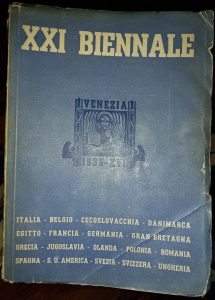 XXI BIENNALE
VENEZIA
ITALIA - BELGIO - CECOSLOVACCHIA - DANIMARCA
EGITTO - FRANCIA - GERMANIA - GRAN BRETAGNA
GRECIA - JUGOSLAVIA - OLANDA - POLONIA - ROMANIA
SPAGNA - S. U. AMERICA - SVEZIA - SVIZZERA - UNGHERIA